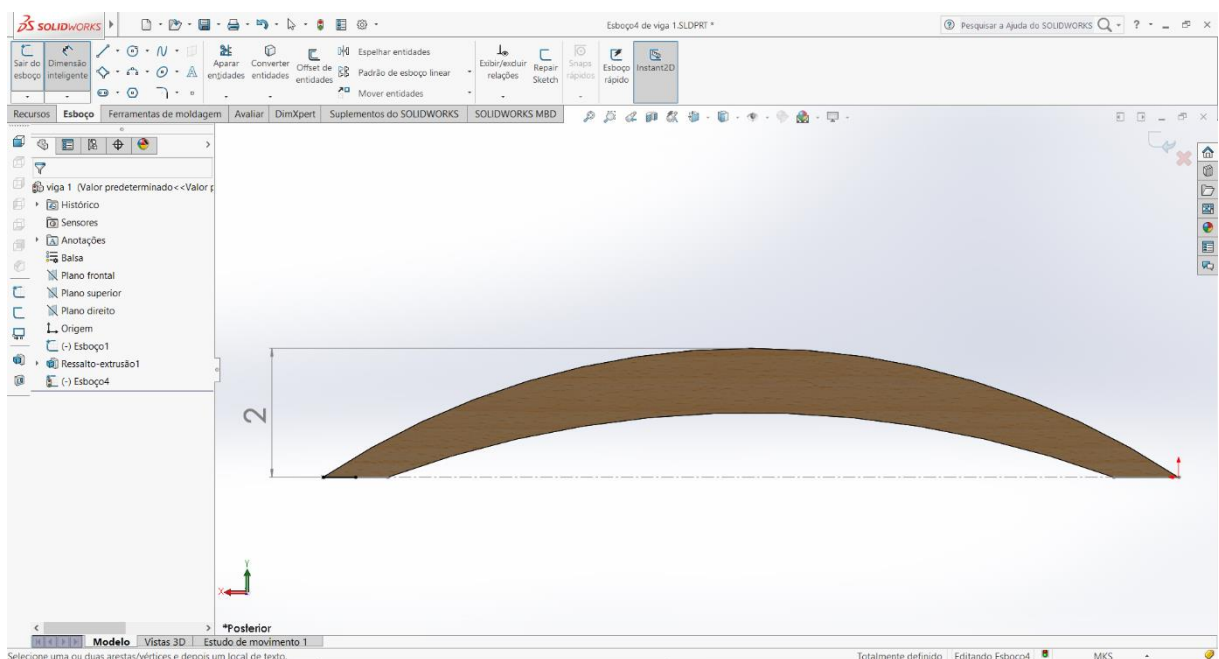 SOLIDWORKS
Esboço4 de viga 1.SLDPRT *
Pesquisar a Ajuda do SOLIDWORKS
?
Sair do esboço
Dimensão inteligente
Aparar entidades
Converter entidades
Offset de entidades
Espelhar entidades
Padrão de esboço linear
Mover entidades
Exibir/excluir relações
Repair Sketch
Snaps rápidos
Esboço rápido
Instant2D
Recursos
Esboço
Ferramentas de moldagem
Avaliar
DimXpert
Suplementos do SOLIDWORKS
SOLIDWORKS MBD
viga 1 (Valor predeterminado<<Valor p
Histórico
Sensores
Anotações
Balsa
Plano frontal
Plano superior
Plano direito
Origem
(-) Esboço1
Ressalto-extrusão1
(-) Esboço4
2
Y
X
*Posterior
Modelo
Vistas 3D
Estudo de movimento 1
Selecione uma ou duas arestas/vértices e depois um local de texto.
Totalmente definido
Editando Esboço4
MKS